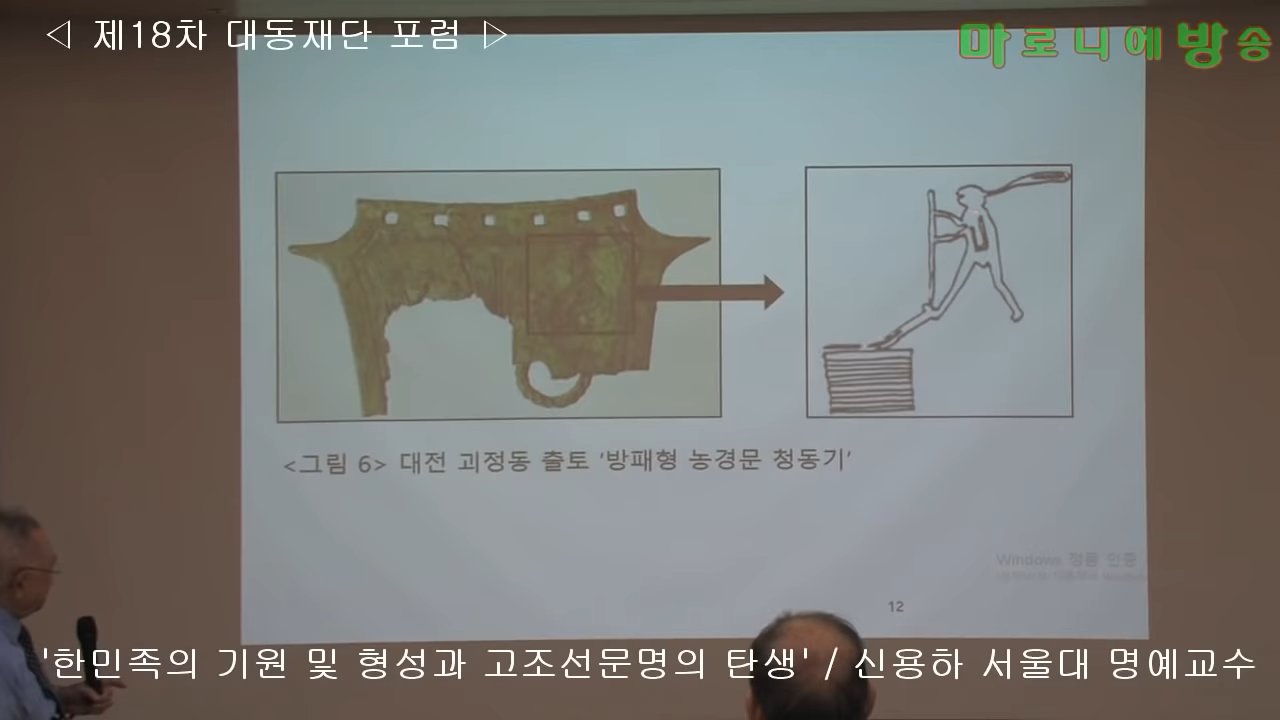 ◁ 제18차 대동재단 포럼 ▷
마로니에방송
<그림 6> 대전 괴정동 출토 '방패형 농경문 청동기'
Windows 정품 인증
12
'한민족의 기원 및 형성과 고조선문명의 탄생' / 신용하 서울대 명예교수